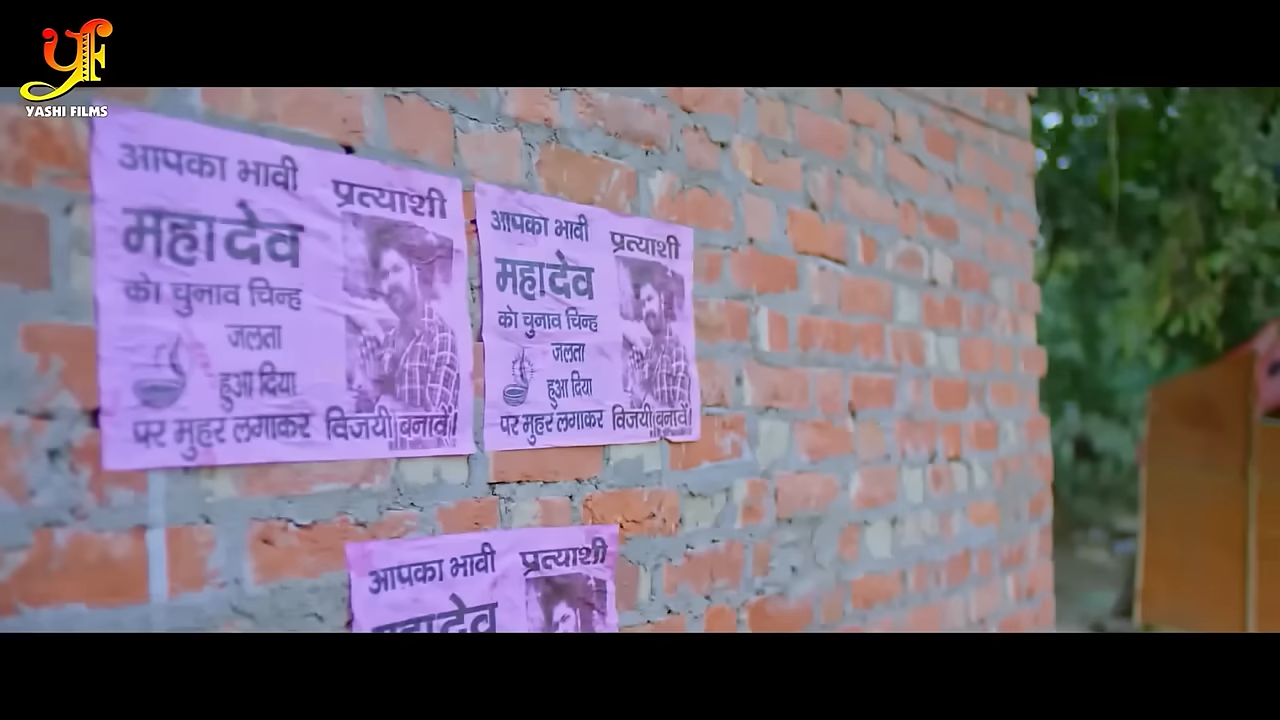 YASHI FILMS
आपका भावी प्रत्याशी
महादेव
को चुनाव चिन्ह
जलता
हुआ दिया
पर मुहर लगाकर विजयी बनावें
आपका भावी प्रत्याशी
महादेव
को चुनाव चिन्ह
जलता
हुआ दिया
पर मुहर लगाकर विजयी बनावें
आपका भावी प्रत्याशी
महादेव